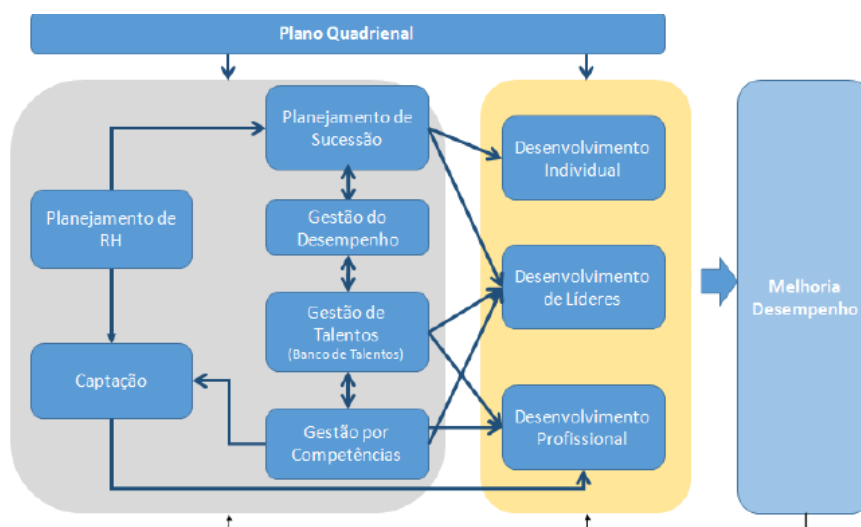 Plano Quadrienal
Planejamento de
Sucessão
Desenvolvimento
Individual
Planejamento de
RH
Gestão do
Desempenho
Desenvolvimento
de Líderes
Melhoria
Desempenho
Gestão de
Talentos
(Banco de Talentos)
Captação
Gestão por
Competências
Desenvolvimento
Profissional